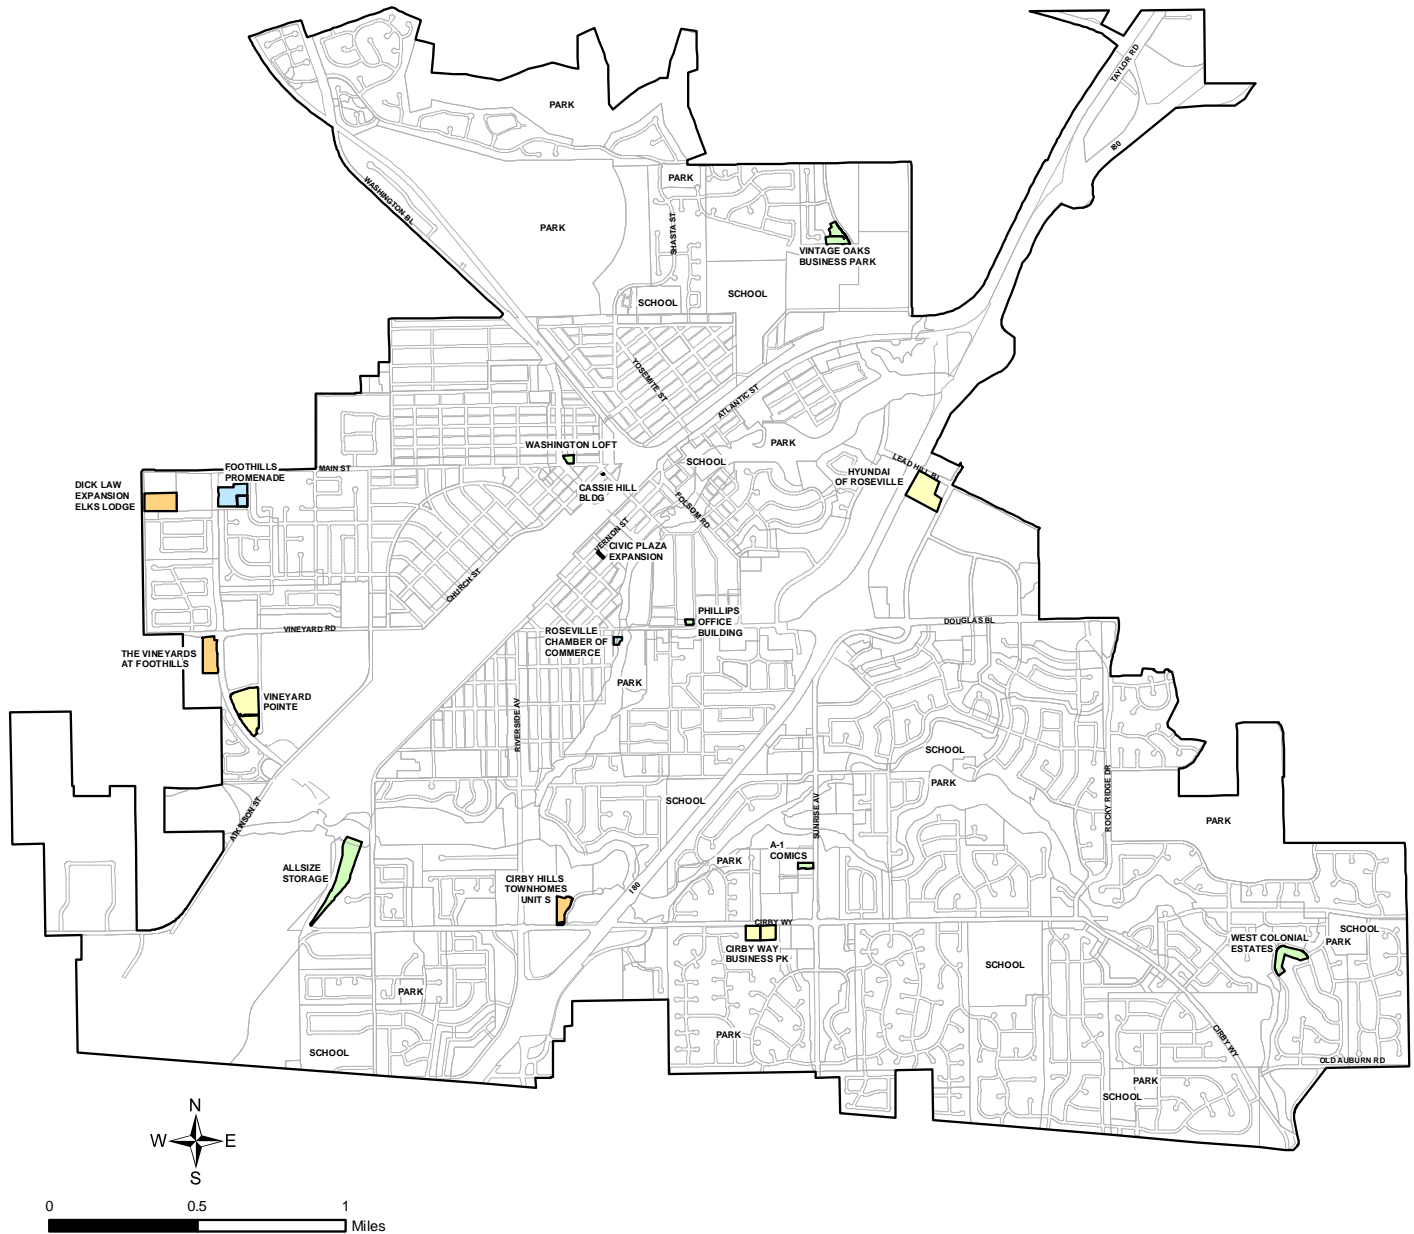 TAYLOR RD
PARK
I80
WASHINGTON BL
PARK
SHASTA ST
PARK
VINTAGE OAKS
BUSINESS PARK
SCHOOL
SCHOOL
YOSEMITE ST
ATLANTIC ST
WASHINGTON LOFT
PARK
SCHOOL
LEAD HILL BL
HYUNDAI
OF ROSEVILLE
MAIN ST
FOOTHILLS
PROMENADE
DICK LAW
EXPANSION
ELKS LODGE
CASSIE HILL
BLDG
FOLSOM RD
VERNON ST
CIVIC PLAZA
EXPANSION
CHURCH ST
PHILLIPS
OFFICE
BUILDING
DOUGLAS BL
VINEYARD RD
ROSEVILLE
CHAMBER OF
COMMERCE
THE VINEYARDS
AT FOOTHILLS
PARK
VINEYARD
POINTE
RIVERSIDE AV
SCHOOL
PARK
ROCKY RIDGE DR
SCHOOL
SUNRISE AV
ATKINSON ST
PARK
A-1
COMICS
PARK
ALLSIZE
STORAGE
CIRBY HILLS
TOWNHOMES
UNIT S
I 80
CIRBY WY
CIRBY WAY
BUSINESS PK
WEST COLONIAL
ESTATES
SCHOOL
PARK
SCHOOL
PARK
PARK
SCHOOL
CIRBY WY
OLD AUBURN RD
PARK
SCHOOL
N
W
E
S
0 0.5 1
Miles